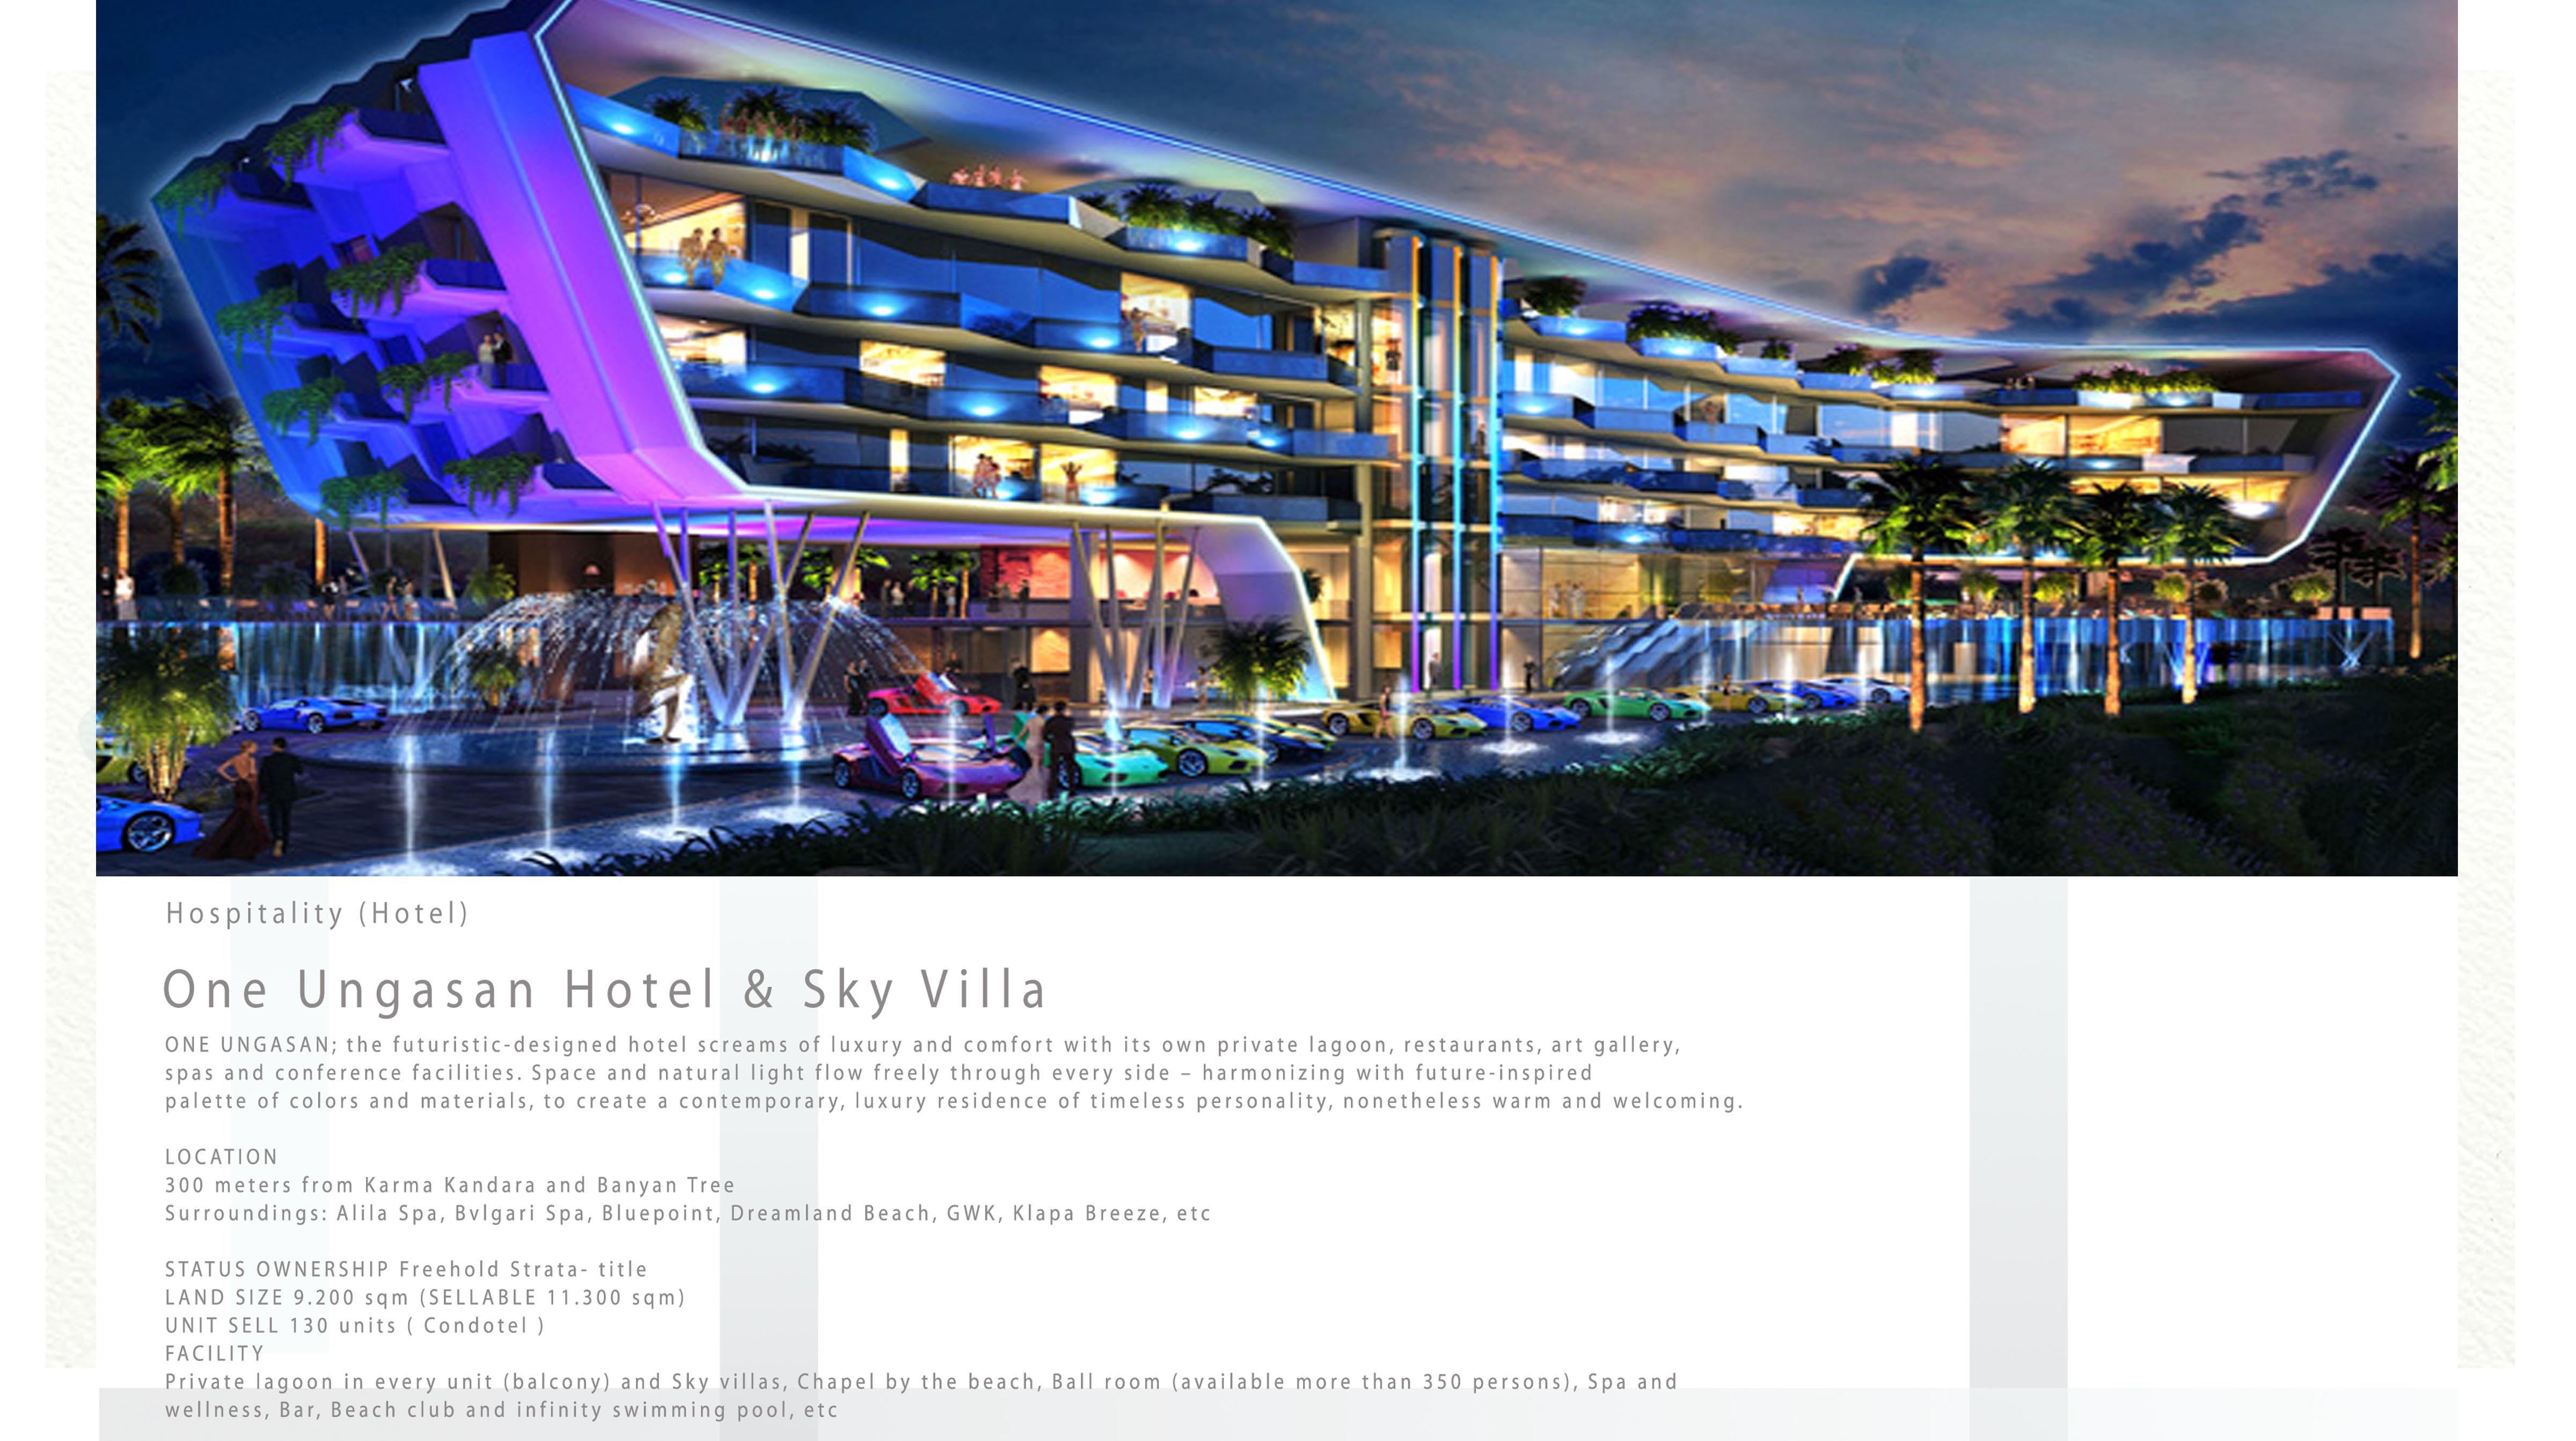 Hospitality (Hotel)
One Ungasan Hotel & Sky Villa
ONE UNGASAN; the futuristic-designed hotel screams of luxury and comfort with its own private lagoon, restaurants, art gallery,
spas and conference facilities. Space and natural light flow freely through every side – harmonizing with future-inspired
palette of colors and materials, to create a contemporary, luxury residence of timeless personality, nonetheless warm and welcoming.
LOCATION
300 meters from Karma Kandara and Banyan Tree
Surroundings: Alila Spa, Bvlgari Spa, Bluepoint, Dreamland Beach, GWK, Klapa Breeze, etc
STATUS OWNERSHIP Freehold Strata- title
LAND SIZE 9.200 sqm (SELLABLE 11.300 sqm)
UNIT SELL 130 units ( Condotel )
FACILITY
Private lagoon in every unit (balcony) and Sky villas, Chapel by the beach, Ball room (available more than 350 persons), Spa and
wellness, Bar, Beach club and infinity swimming pool, etc